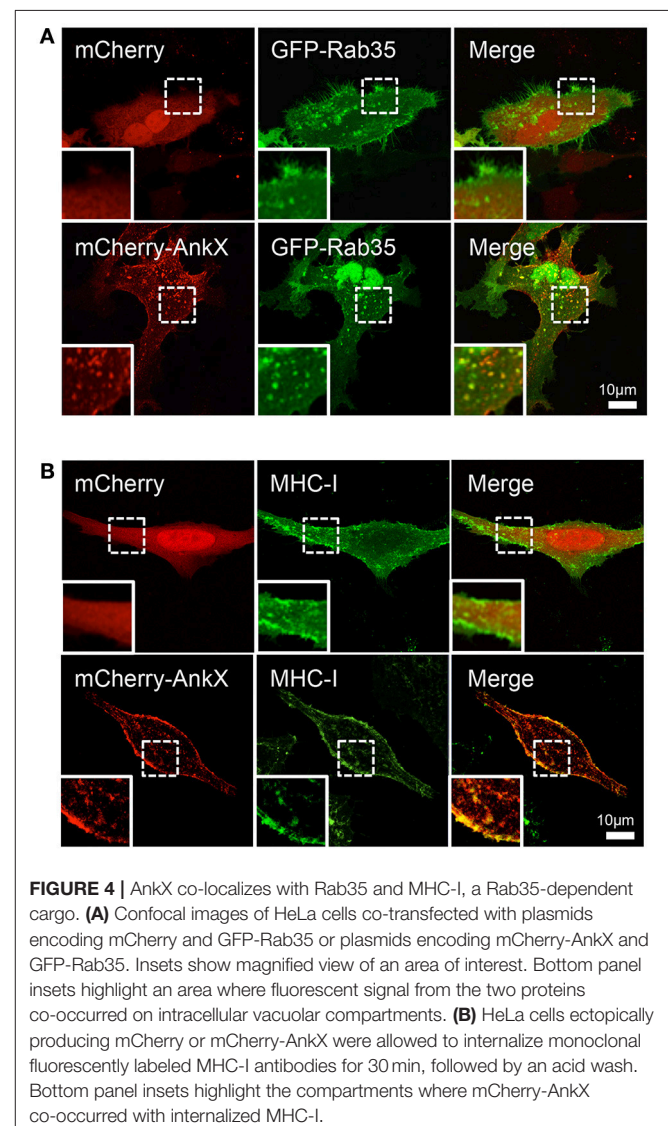 A
mCherry
GFP-Rab35
Merge
mCherry-AnkX
GFP-Rab35
Merge
10µm
B
mCherry
MHC-I
Merge
mCherry-AnkX
MHC-I
Merge
10µm
FIGURE 4 | AnkX co-localizes with Rab35 and MHC-I, a Rab35-dependent
cargo. (A) Confocal images of HeLa cells co-transfected with plasmids
encoding mCherry and GFP-Rab35 or plasmids encoding mCherry-AnkX and
GFP-Rab35. Insets show magnified view of an area of interest. Bottom panel
insets highlight an area where fluorescent signal from the two proteins
co-occurred on intracellular vacuolar compartments. (B) HeLa cells ectopically
producing mCherry or mCherry-AnkX were allowed to internalize monoclonal
fluorescently labeled MHC-I antibodies for 30 min, followed by an acid wash.
Bottom panel insets highlight the compartments where mCherry-AnkX
co-occurred with internalized MHC-I.